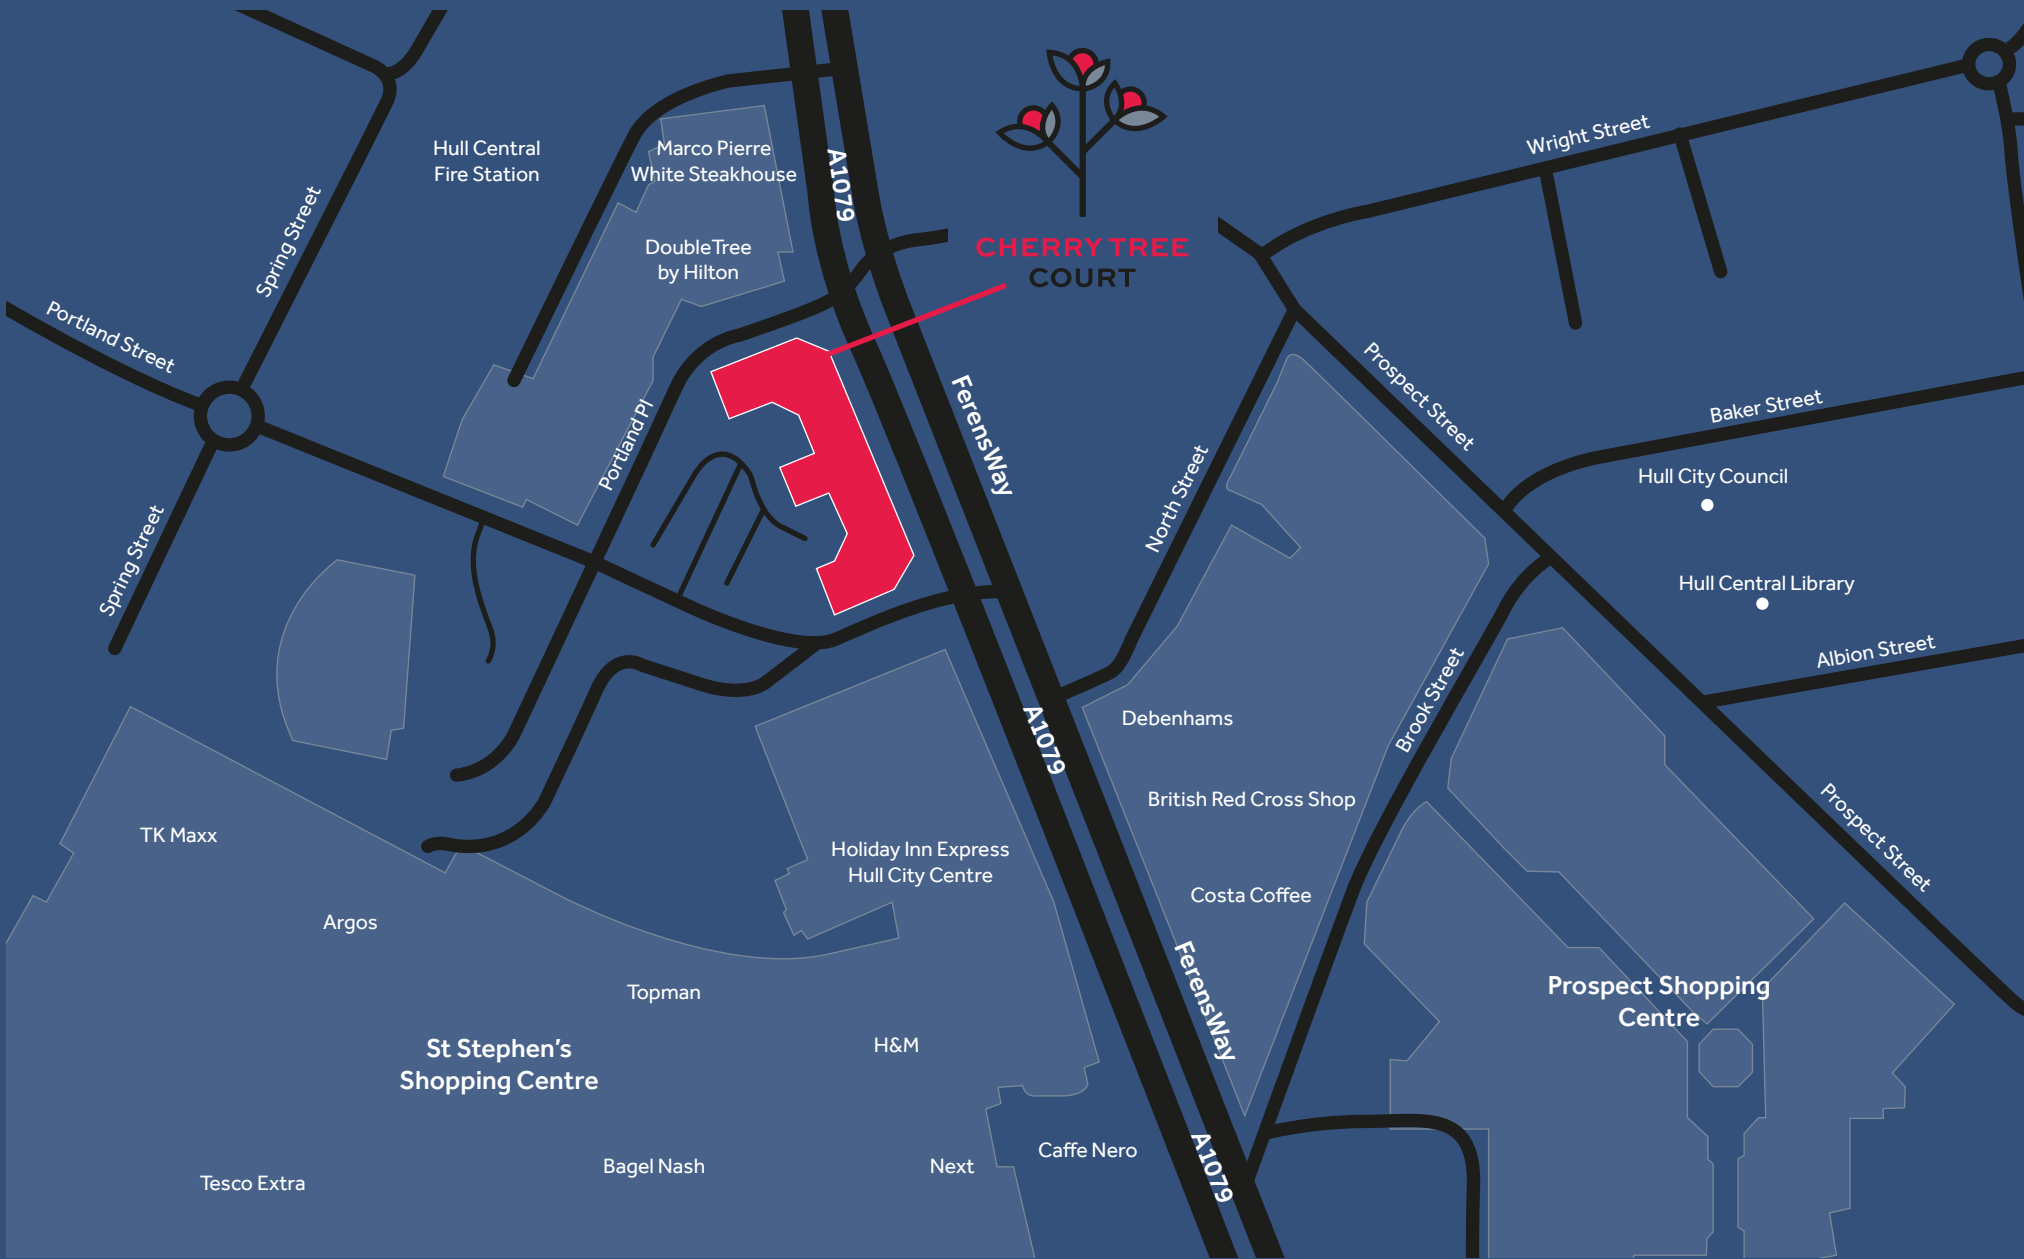 Wright Street
Hull Central
Fire Station
Marco Pierre
White Steakhouse
A1079
Spring Street
DoubleTree
by Hilton
CHERRY TREE
COURT
Portland Street
Prospect Street
FerensWay
Portland Pl
Baker Street
North Street
Hull City Council
Spring Street
Hull Central Library
Albion Street
Brook Street
A1079
Debenhams
British Red Cross Shop
TK Maxx
Holiday Inn Express
Hull City Centre
Prospect Street
Costa Coffee
Argos
Topman
FerensWay
Prospect Shopping
Centre
H&M
St Stephen’s
Shopping Centre
Caffe Nero
A1079
Bagel Nash
Next
Tesco Extra